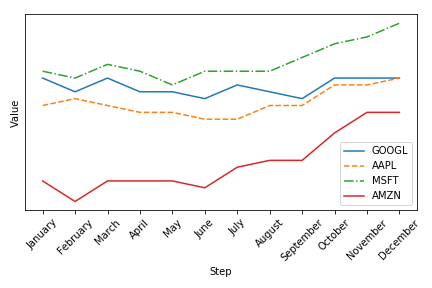 Value
GOOGL
AAPL
MSFT
AMZN
January
February
March
April
May
June
July
August
September
October
November
December
Step